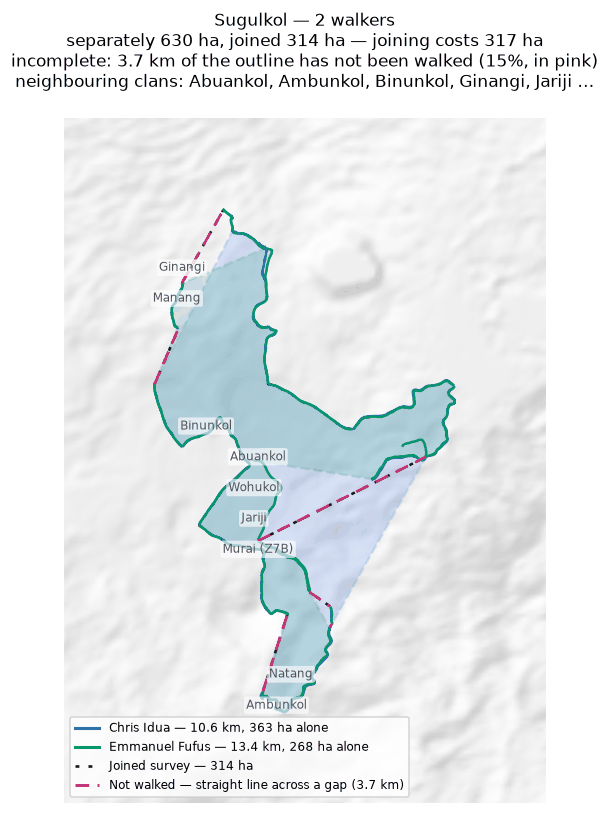 Sugulkol — 2 walkers
separately 630 ha, joined 314 ha — joining costs 317 ha
incomplete: 3.7 km of the outline has not been walked (15%, in pink)
neighbouring clans: Abuankol, Ambunkol, Binunkol, Ginangi, Jariji ...
Ginangi
Manang
Binunkol
Abuankol
Wohukol
Jariji
Murai (Z7B)
Natang
Ambunkol
Chris Idua — 10.6 km, 363 ha alone
Emmanuel Fufus — 13.4 km, 268 ha alone
Joined survey — 314 ha
Not walked — straight line across a gap (3.7 km)